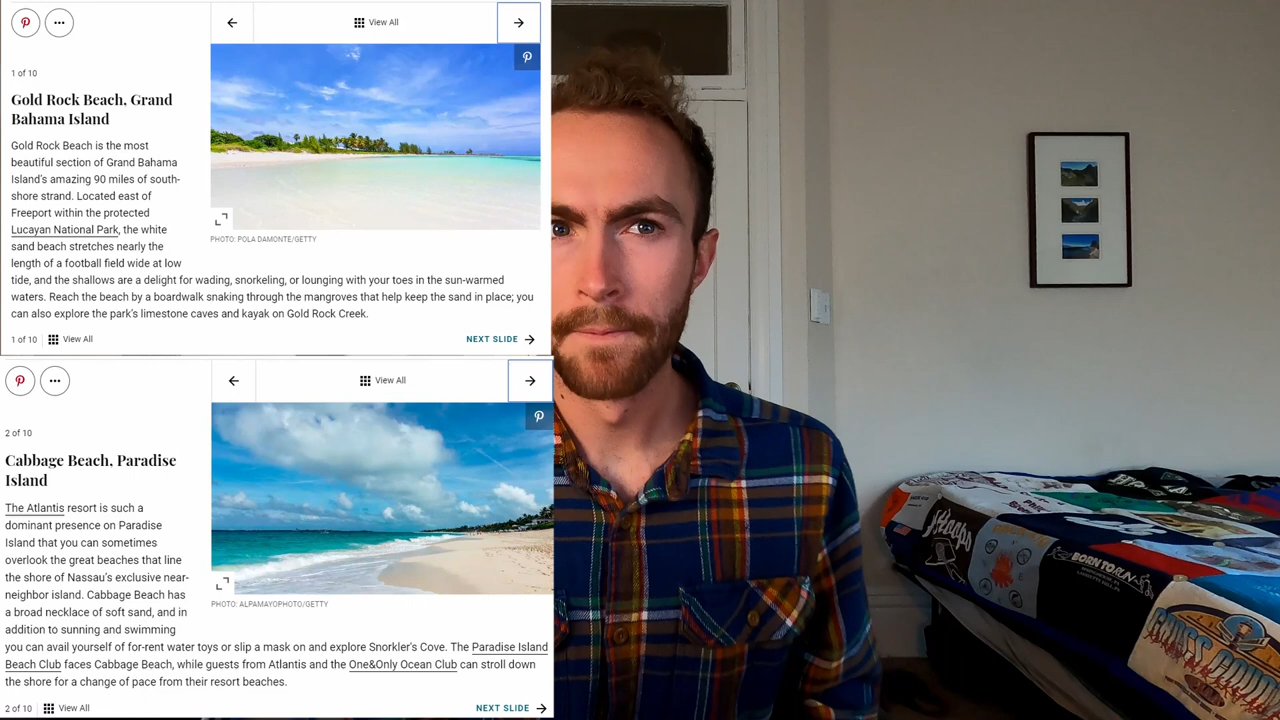 View All
1 of 10
Gold Rock Beach, Grand
Bahama Island
Gold Rock Beach is the most
beautiful section of Grand Bahama
Island's amazing 90 miles of south-
shore strand. Located east of
Freeport within the protected
Lucayan National Park, the white
sand beach stretches nearly the
length of a football field wide at low
tide, and the shallows are a delight for wading, snorkeling, or lounging with your toes in the sun-warmed
waters. Reach the beach by a boardwalk snaking through the mangroves that help keep the sand in place; you
can also explore the park's limestone caves and kayak on Gold Rock Creek.
PHOTO: POLA DAMONTE/GETTY
1 of 10 View All NEXT SLIDE
View All
2 of 10
Cabbage Beach, Paradise
Island
The Atlantis resort is such a
dominant presence on Paradise
Island that you can sometimes
overlook the great beaches that line
the shore of Nassau's exclusive near-
neighbor island. Cabbage Beach has
a broad necklace of soft sand, and in
addition to sunning and swimming
you can avail yourself of for-rent water toys or slip a mask on and explore Snorkler's Cove. The Paradise Island
Beach Club faces Cabbage Beach, while guests from Atlantis and the One&Only Ocean Club can scroll down
the shore for a change of pace from their resort beaches.
PHOTO: ALPAMAYOPHOTO/GETTY
2 of 10 View All NEXT SLIDE
Hoops
BORN TO RUN